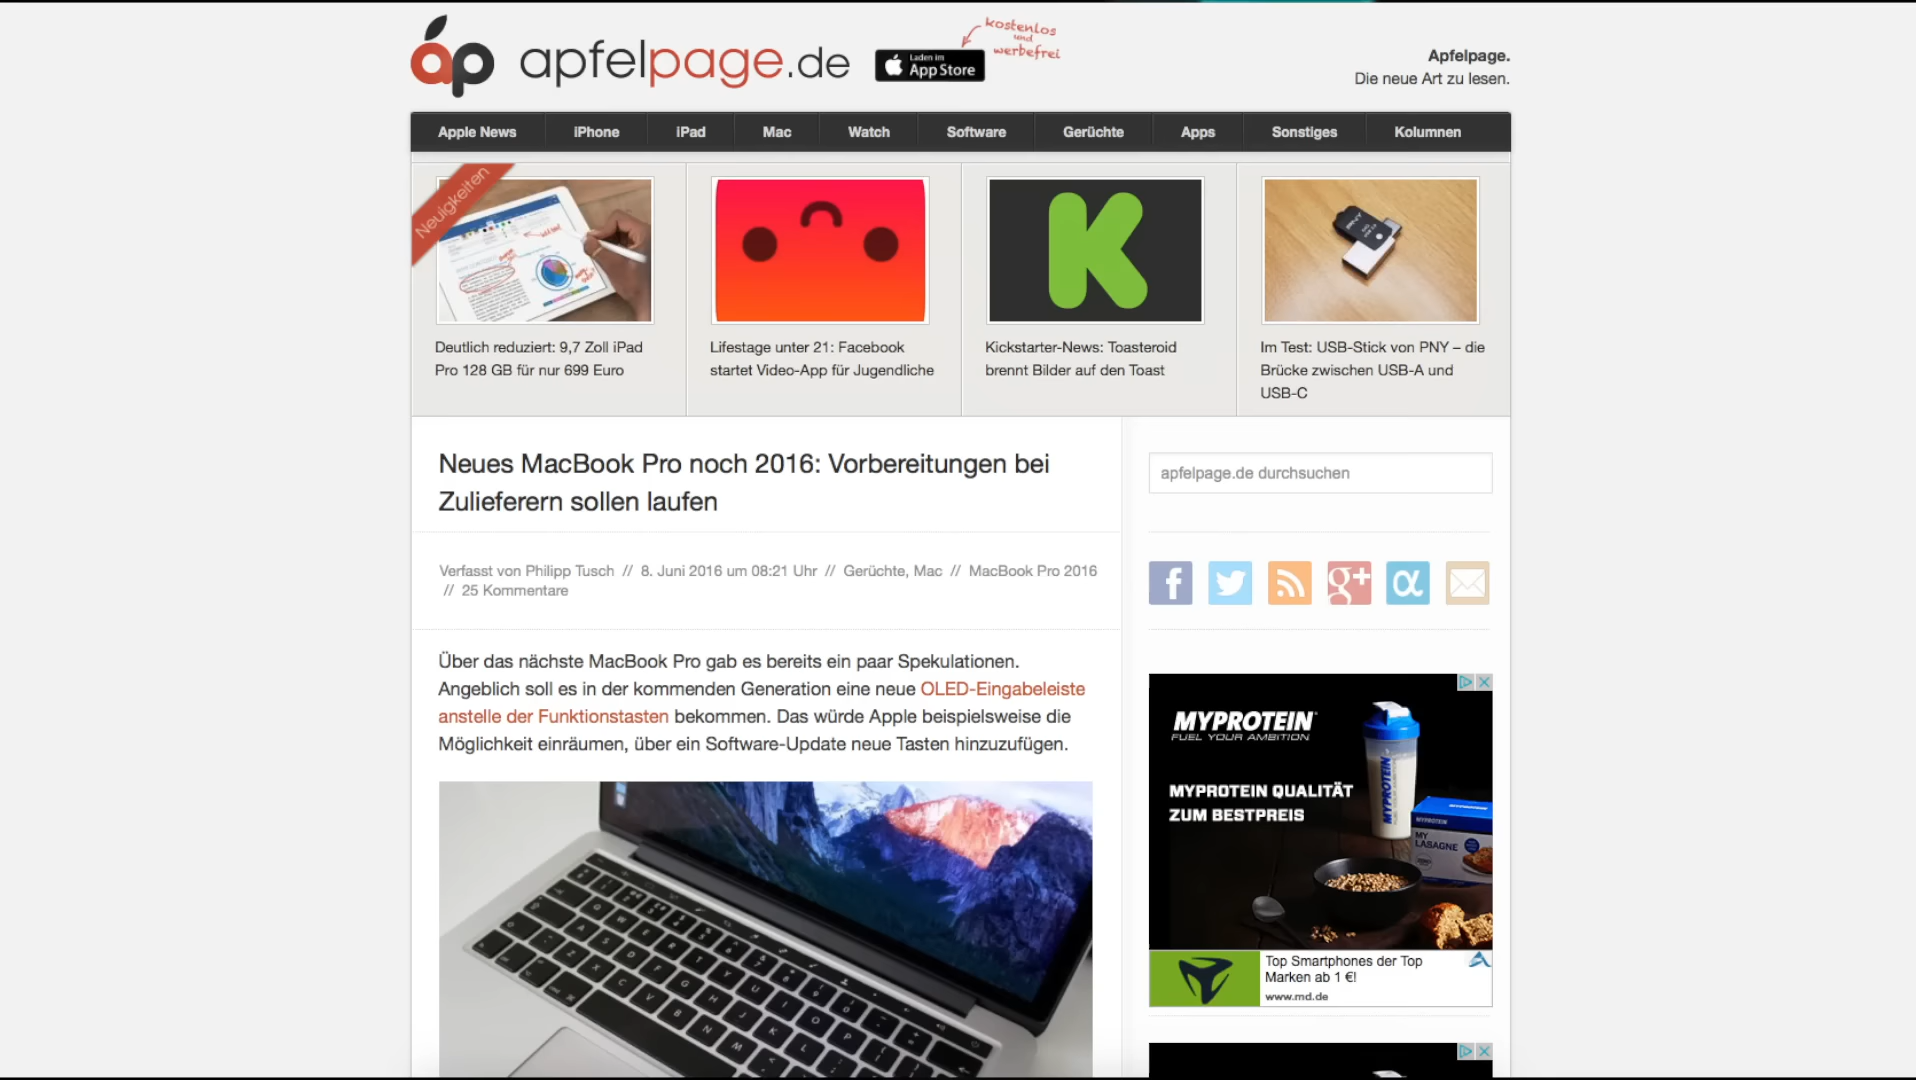 ap apfelpage.de
Laden im
App Store
kostenlos
und
werbefrei
Apfelpage.
Die neue Art zu lesen.
Apple News iPhone iPad Mac Watch Software Gerüchte Apps Sonstiges Kolumnen
Neuigkeiten
Deutlich reduziert: 9,7 Zoll iPad
Pro 128 GB für nur 699 Euro
Lifestage unter 21: Facebook
startet Video-App für Jugendliche
K
Kickstarter-News: Toasteroid
brennt Bilder auf den Toast
PNY
Im Test: USB-Stick von PNY – die
Brücke zwischen USB-A und
USB-C
Neues MacBook Pro noch 2016: Vorbereitungen bei
Zulieferern sollen laufen
Verfasst von Philipp Tusch // 8. Juni 2016 um 08:21 Uhr // Gerüchte, Mac // MacBook Pro 2016
// 25 Kommentare
Über das nächste MacBook Pro gab es bereits ein paar Spekulationen.
Angeblich soll es in der kommenden Generation eine neue OLED-Eingabeleiste
anstelle der Funktionstasten bekommen. Das würde Apple beispielsweise die
Möglichkeit einräumen, über ein Software-Update neue Tasten hinzuzufügen.
apfelpage.de durchsuchen
f g+ α
MYPROTEIN
FUEL YOUR AMBITION
MYPROTEIN QUALITÄT
ZUM BESTPREIS
MYPROTEIN
MYPROTEIN
MY
LASAGNE
Top Smartphones der Top
Marken ab 1 €!
www.md.de